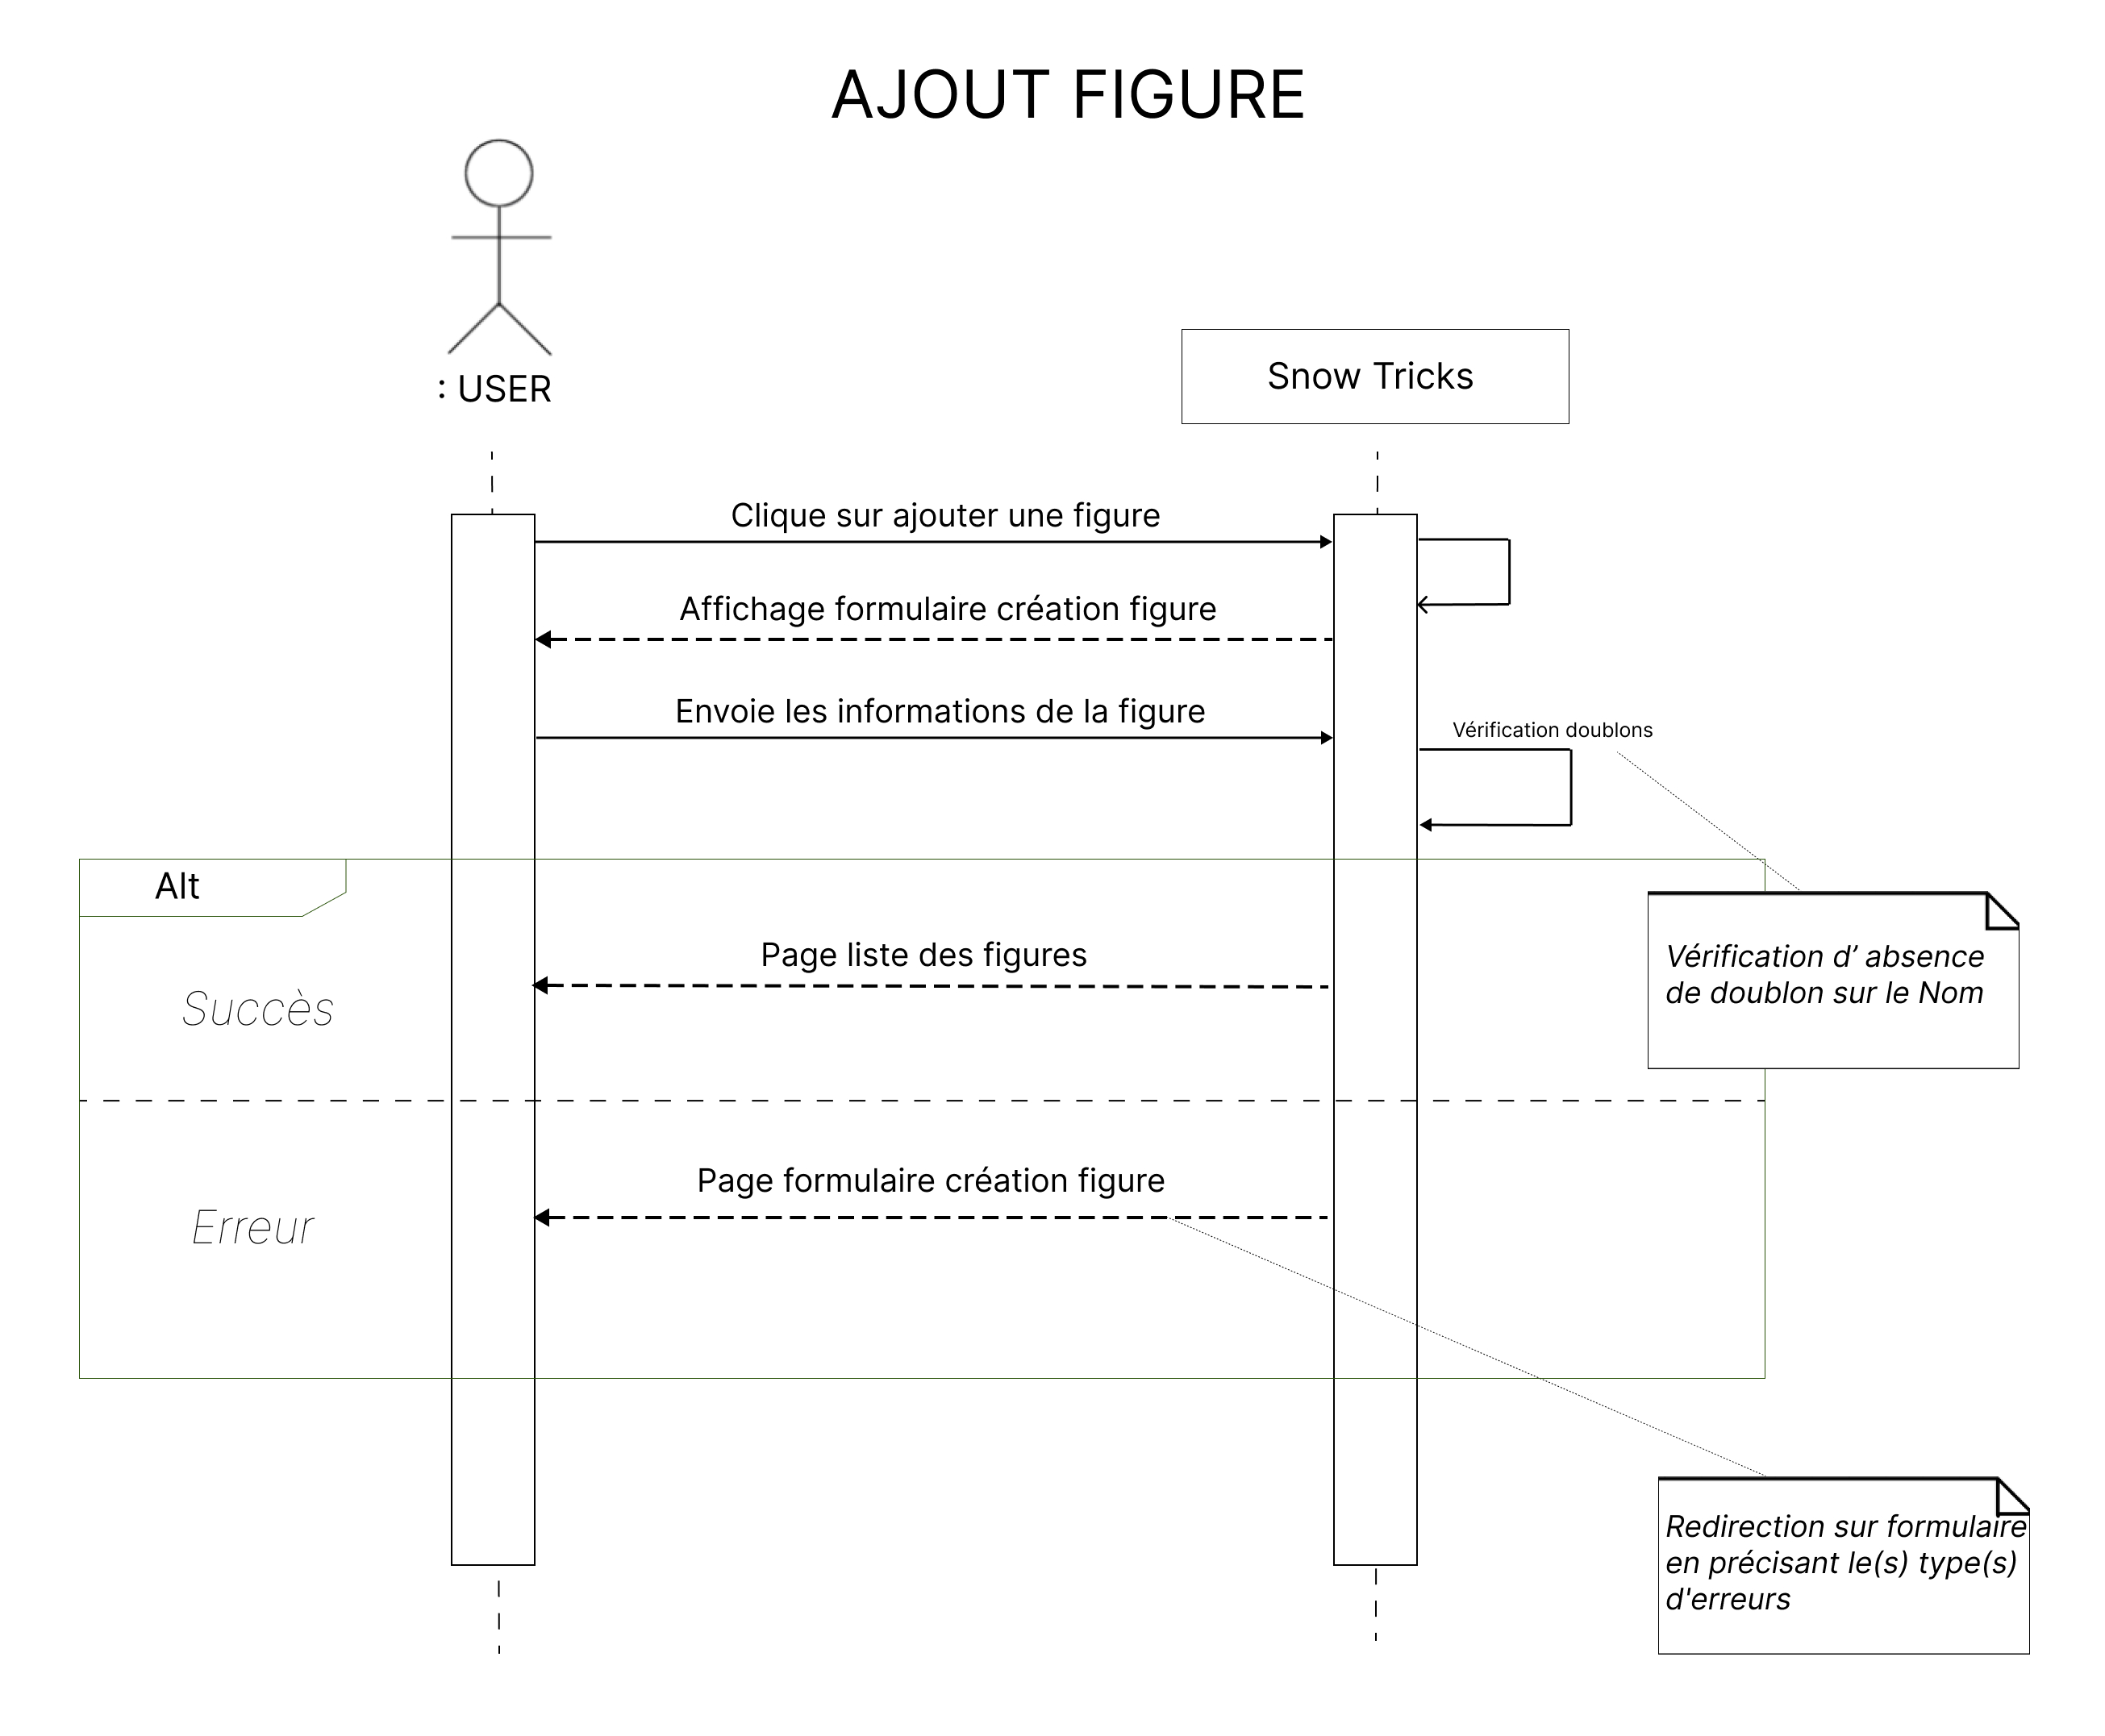 AJOUT FIGURE
: USER
Snow Tricks
Clique sur ajouter une figure
Affichage formulaire création figure
Envoie les informations de la figure
Vérification doublons
Alt
Page liste des figures
Vérification d’ absence
de doublon sur le Nom
Succès
Page formulaire création figure
Erreur
Redirection sur formulaire
en précisant le(s) type(s)
d'erreurs